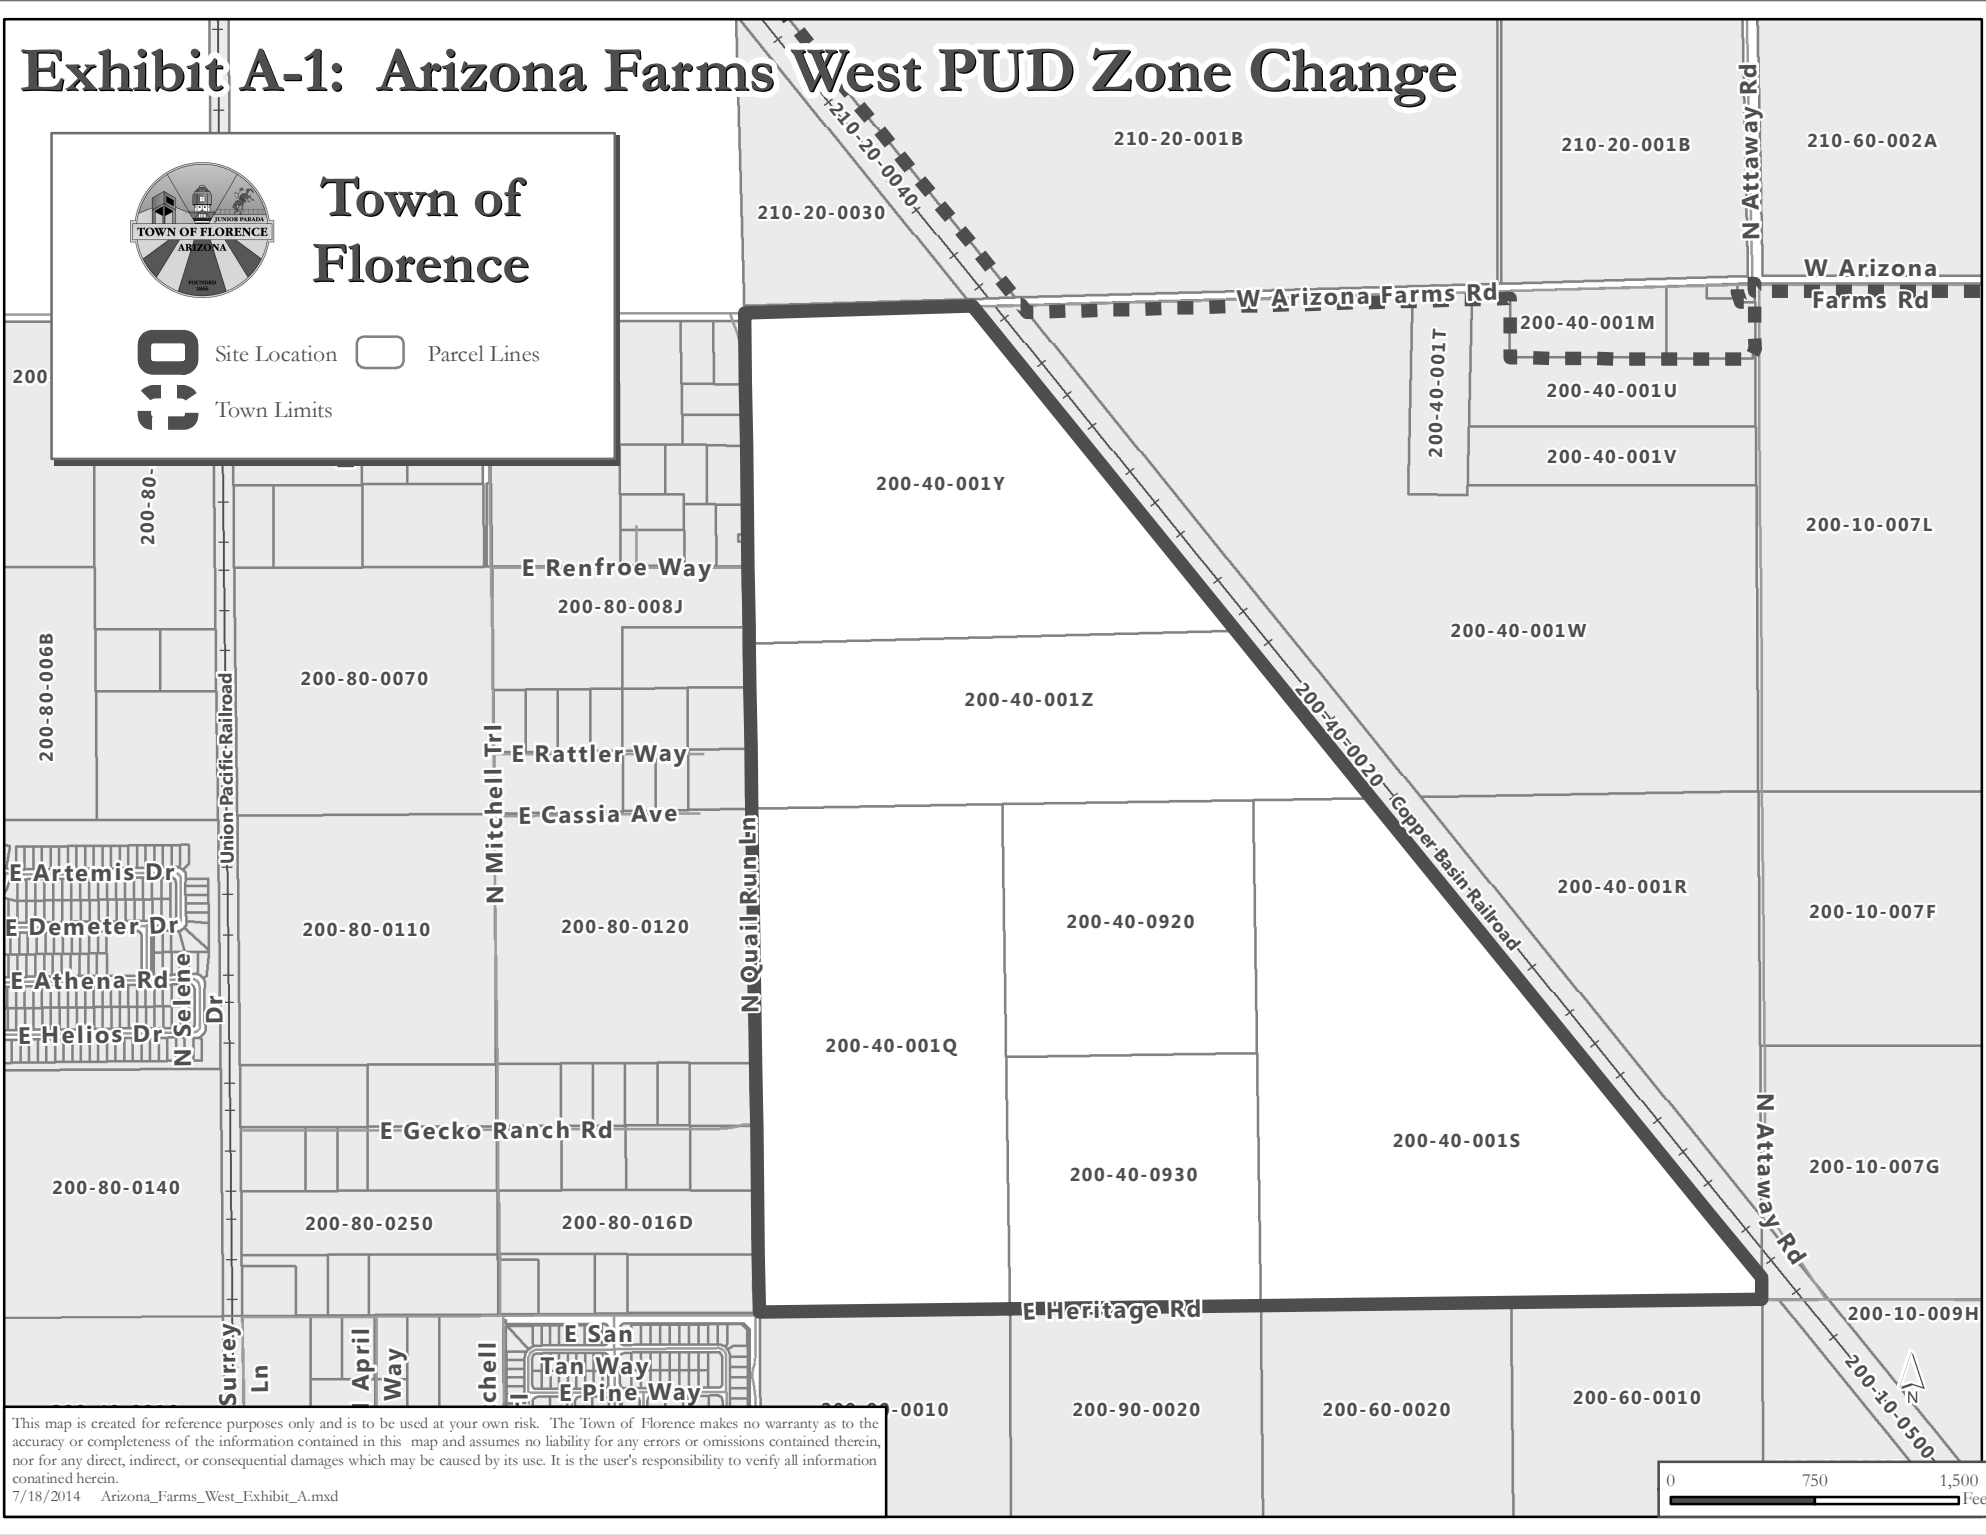 Exhibit A-1:  Arizona Farms West PUD Zone Change
Town of
Florence
JUNIOR PARADA
TOWN OF FLORENCE
ARIZONA
FOUNDED
1866
Site Location
Parcel Lines
Town Limits
210-20-0040
210-20-001B
210-20-001B
N Attaway Rd
210-60-002A
210-20-0030
W Arizona Farms Rd
W Arizona
Farms Rd
200-40-001M
200-40-001T
200-40-001U
200-40-001V
200
200-80-
200-40-001Y
200-10-007L
E Renfroe Way
200-80-008J
200-40-001W
200-80-006B
200-80-0070
Union Pacific Railroad
200-40-001Z
200-40-0020
N Mitchell Trl
E Rattler Way
E Cassia Ave
N Quail Run Ln
Copper Basin Railroad
E Artemis Dr
E Demeter Dr
E Athena Rd
E Helios Dr
N Selene
Dr
200-80-0110
200-80-0120
200-40-0920
200-40-001R
200-10-007F
200-40-001Q
E Gecko Ranch Rd
200-40-001S
N Attaway Rd
200-10-007G
200-80-0140
200-40-0930
200-80-0250
200-80-016D
E Heritage Rd
200-10-009H
Surrey
Ln
April
Way
chell
E San
Tan Way
E Pine Way
0-0010
200-90-0020
200-60-0020
200-60-0010
200-10-0500
N
This map is created for reference purposes only and is to be used at your own risk.  The Town of Florence makes no warranty as to the
accuracy or completeness of the information contained in this  map and assumes no liability for any errors or omissions contained therein,
nor for any direct, indirect, or consequential damages which may be caused by its use. It is the user's responsibility to verify all information
conatined herein.
7/18/2014    Arizona_Farms_West_Exhibit_A.mxd
0 750 1,500
Fee